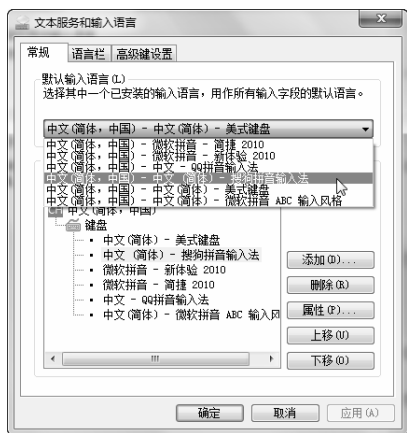 文本服务和输入语言
常规 语言栏 高级键设置
默认输入语言(L)
选择其中一个已安装的输入语言，用作所有输入字段的默认语言。
中文(简体，中国) - 中文(简体) - 美式键盘
中文(简体，中国) - 微软拼音 - 简捷 2010
中文(简体，中国) - 微软拼音 - 新体验 2010
中文(简体，中国) - 中文 - QQ拼音输入法
中文(简体，中国) - 中文 (简体) - 搜狗拼音输入法
中文(简体，中国) - 中文(简体) - 美式键盘
中文(简体，中国) - 中文(简体) - 微软拼音 ABC 输入风格
CH 中文(简体，中国)
键盘
中文(简体) - 美式键盘
中文 (简体) - 搜狗拼音输入法
微软拼音 - 新体验 2010
微软拼音 - 简捷 2010
中文 - QQ拼音输入法
中文(简体) - 微软拼音 ABC 输入风
添加(D)...
删除(R)
属性(P)...
上移(U)
下移(O)
确定 取消 应用(A)